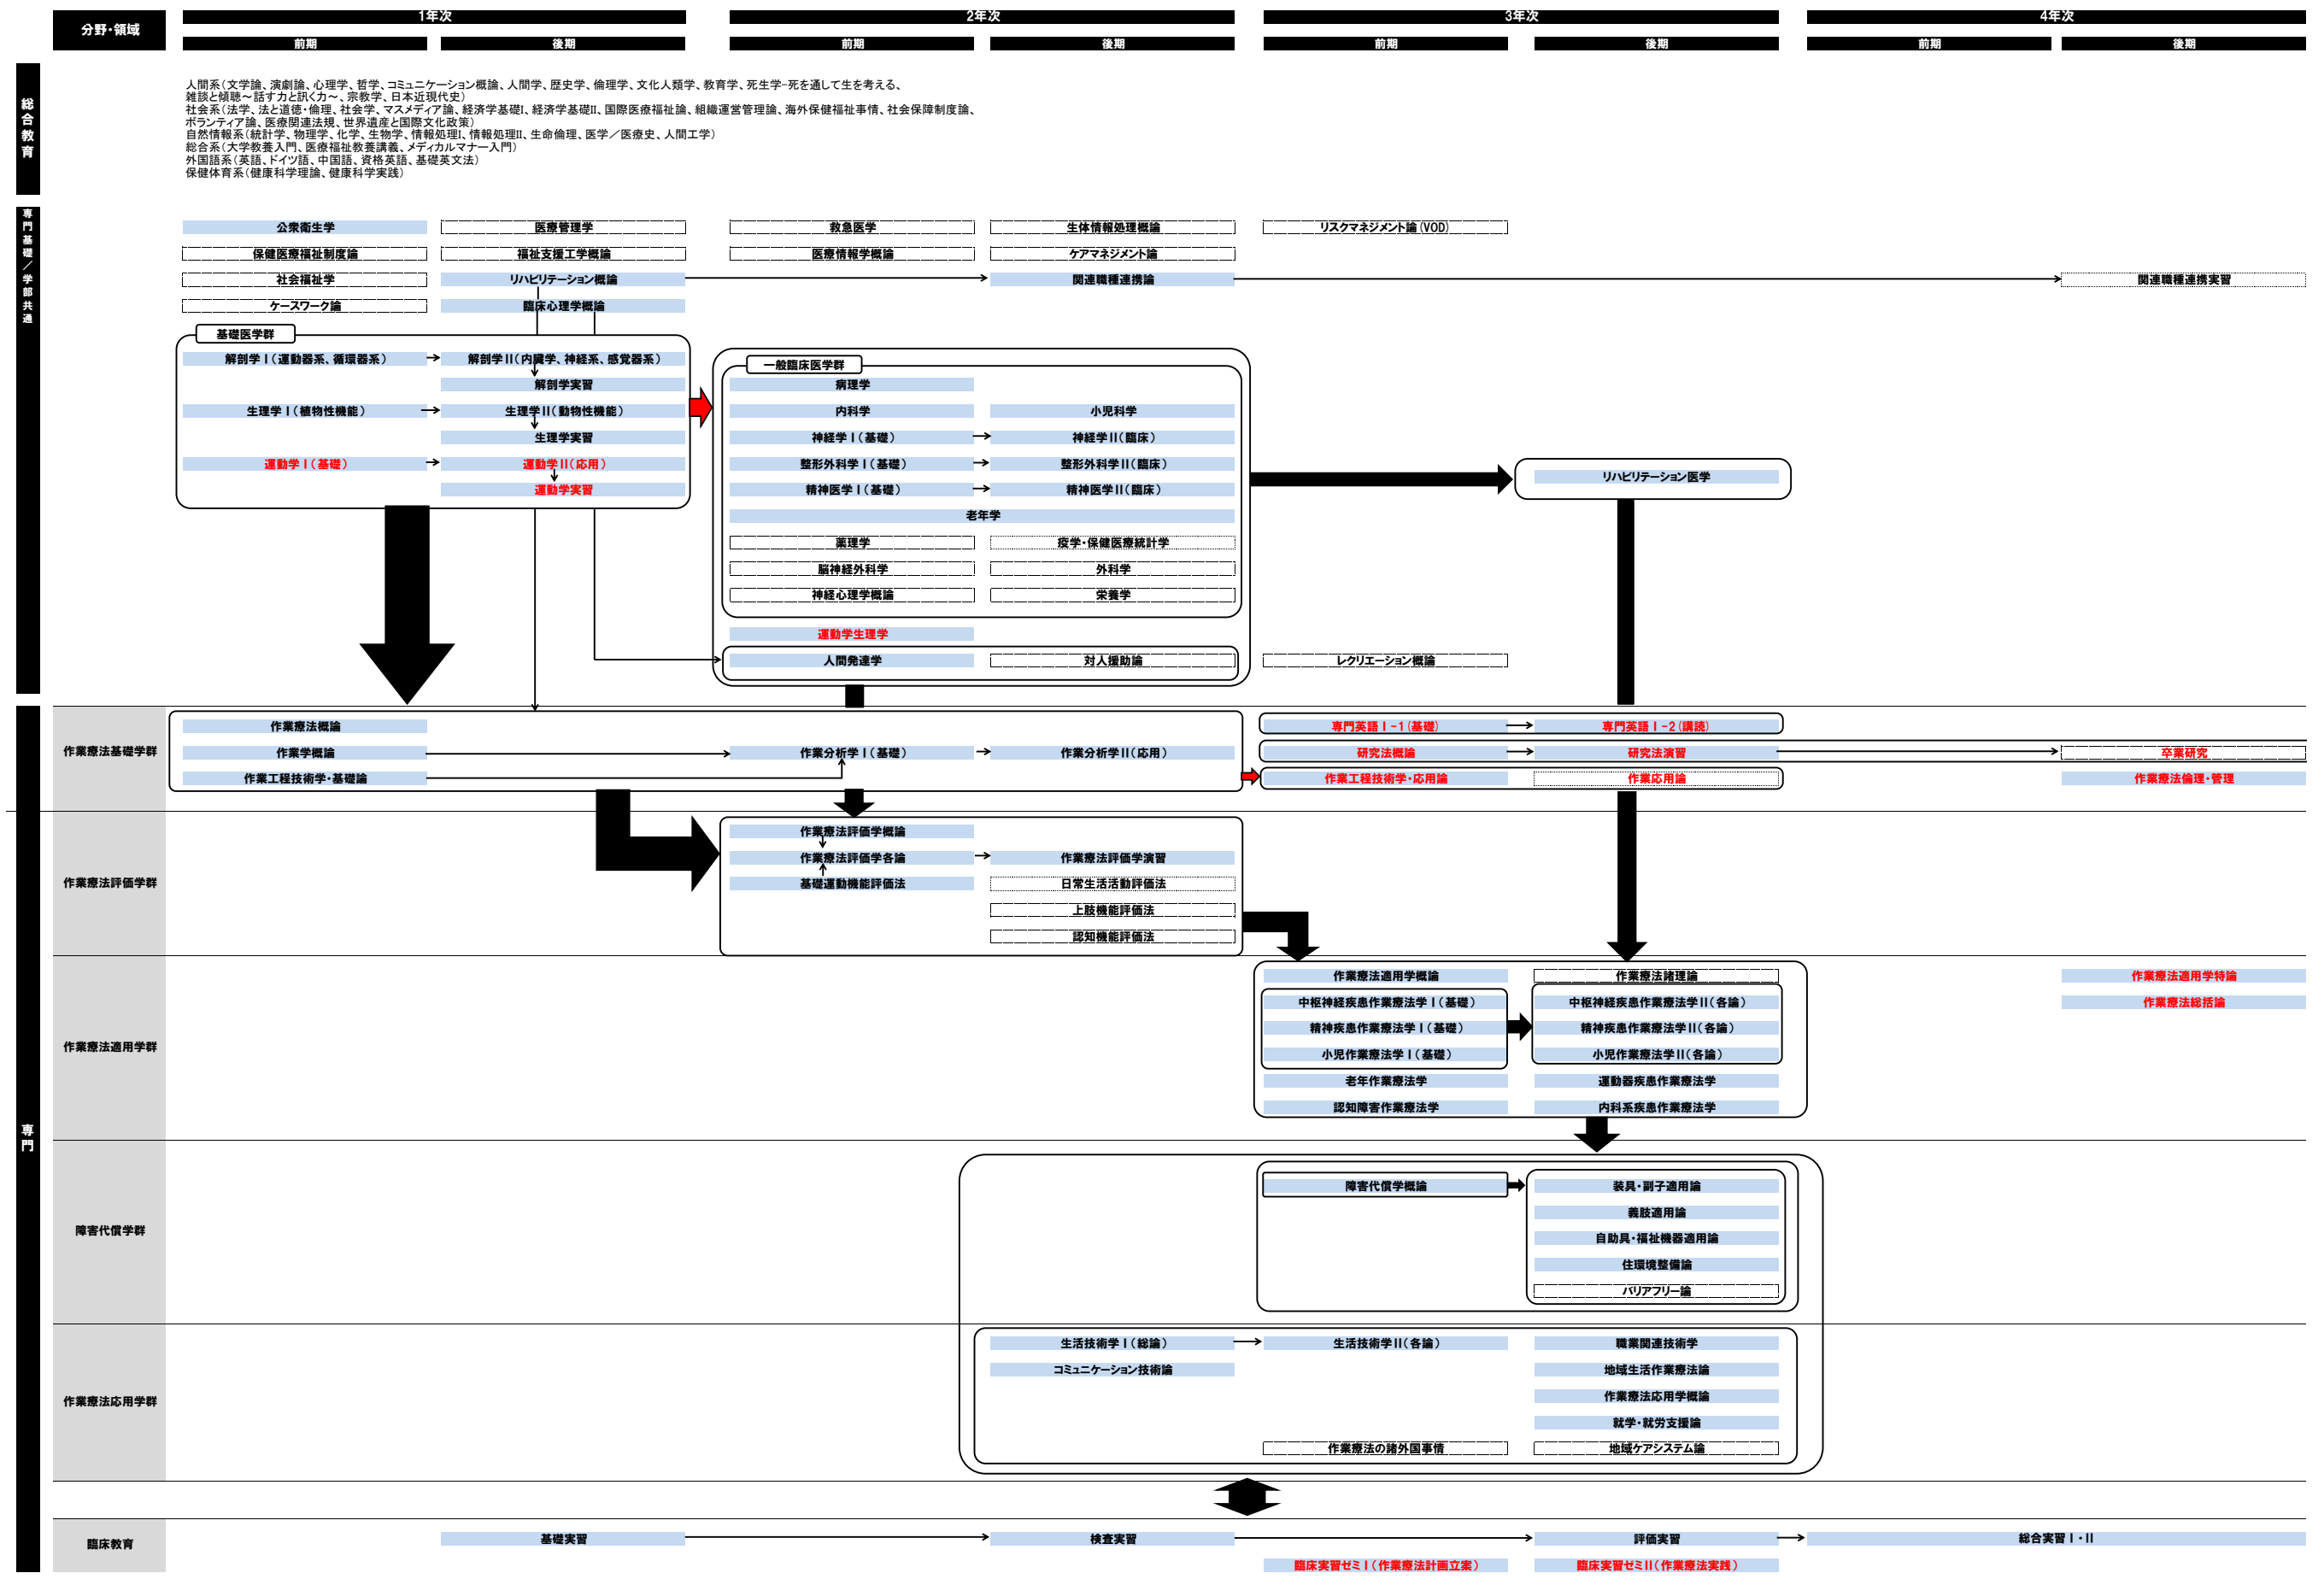 分野・領域
1年次
2年次
3年次
4年次
前期
後期
前期
後期
前期
後期
前期
後期
総合教育
人間系（文学論、演劇論、心理学、哲学、コミュニケーション概論、人間学、歴史学、倫理学、文化人類学、教育学、死生学−死を通して生を考える、
雑談と傾聴～話す力と訊く力～、宗教学、日本近現代史）
社会系（法学、法と道徳・倫理、社会学、マスメディア論、経済学基礎I、経済学基礎II、国際医療福祉論、組織運営管理論、海外保健福祉事情、社会保障制度論、
ボランティア論、医療関連法規、世界遺産と国際文化政策）
自然情報系（統計学、物理学、化学、生物学、情報処理I、情報処理II、生命倫理、医学／医療史、人間工学）
総合系（大学教養入門、医療福祉教養講義、メディカルマナー入門）
外国語系（英語、ドイツ語、中国語、資格英語、基礎英文法）
保健体育系（健康科学理論、健康科学実践）
専門基礎／学部共通
公衆衛生学
医療管理学
救急医学
生体情報処理概論
リスクマネジメント論（VOD）
保健医療福祉制度論
福祉支援工学概論
医療情報学概論
ケアマネジメント論
社会福祉学
リハビリテーション概論
関連職種連携論
関連職種連携実習
ケースワーク論
臨床心理学概論
基礎医学群
解剖学Ⅰ（運動器系、循環器系）
解剖学II（内臓学、神経系、感覚器系）
一般臨床医学群
解剖学実習
病理学
生理学Ⅰ（植物性機能）
生理学II（動物性機能）
内科学
小児科学
生理学実習
神経学Ⅰ（基礎）
神経学II（臨床）
運動学Ⅰ（基礎）
運動学II（応用）
整形外科学Ⅰ（基礎）
整形外科学II（臨床）
リハビリテーション医学
運動学実習
精神医学Ⅰ（基礎）
精神医学II（臨床）
老年学
薬理学
疫学・保健医療統計学
脳神経外科学
外科学
神経心理学概論
栄養学
運動学生理学
人間発達学
対人援助論
レクリエーション概論
専門
作業療法基礎学群
作業療法概論
専門英語Ⅰ-1（基礎）
専門英語Ⅰ-2（講読）
作業学概論
作業分析学Ⅰ（基礎）
作業分析学II（応用）
研究法概論
研究法演習
卒業研究
作業工程技術学・基礎論
作業工程技術学・応用論
作業応用論
作業療法倫理・管理
作業療法評価学群
作業療法評価学概論
作業療法評価学各論
作業療法評価学演習
基礎運動機能評価法
日常生活活動評価法
上肢機能評価法
認知機能評価法
作業療法適用学群
作業療法適用学概論
作業療法諸理論
作業療法適用学特論
中枢神経疾患作業療法学Ⅰ（基礎）
中枢神経疾患作業療法学II（各論）
作業療法総括論
精神疾患作業療法学Ⅰ（基礎）
精神疾患作業療法学II（各論）
小児作業療法学Ⅰ（基礎）
小児作業療法学II（各論）
老年作業療法学
運動器疾患作業療法学
認知障害作業療法学
内科系疾患作業療法学
障害代償学群
障害代償学概論
装具・副子適用論
義肢適用論
自助具・福祉機器適用論
住環境整備論
バリアフリー論
作業療法応用学群
生活技術学Ⅰ（総論）
生活技術学II（各論）
職業関連技術学
コミュニケーション技術論
地域生活作業療法論
作業療法応用学概論
就学・就労支援論
作業療法の諸外国事情
地域ケアシステム論
臨床教育
基礎実習
検査実習
評価実習
総合実習Ⅰ・II
臨床実習ゼミⅠ（作業療法計画立案）
臨床実習ゼミII（作業療法実践）